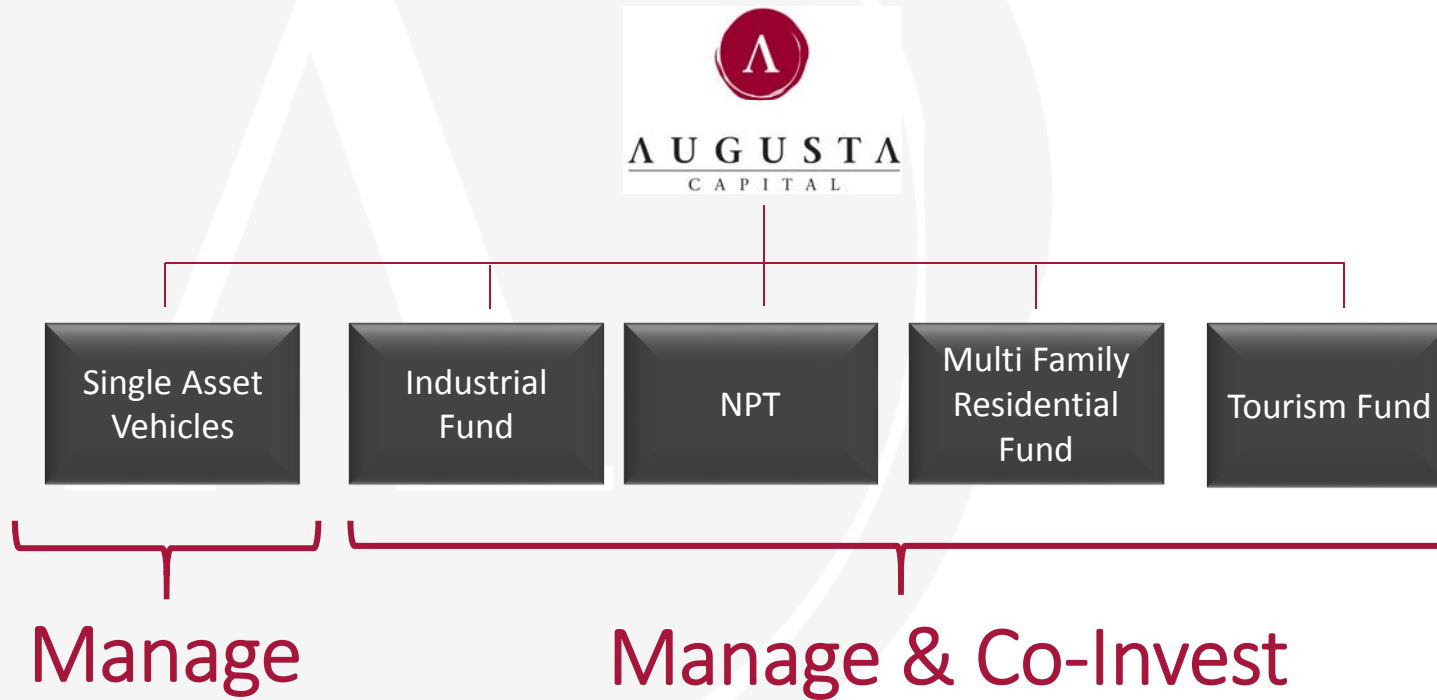 Λ
ΛUGUSTΛ
CAPITAL
Single Asset
Vehicles
Industrial
Fund
NPT
Multi Family
Residential
Fund
Tourism Fund
Manage
Manage & Co-Invest